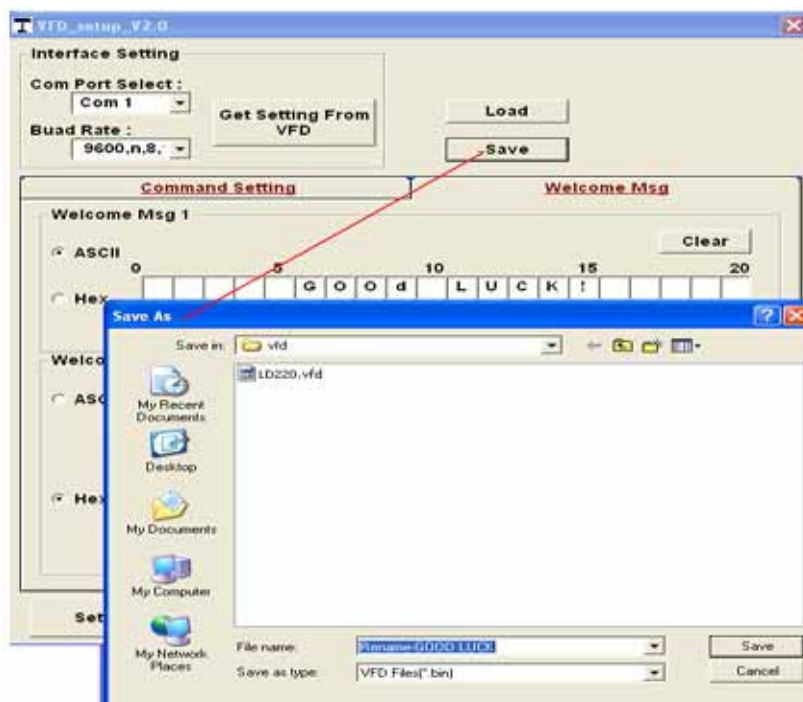 VFD_setup_V2.0
Interface Setting
Com Port Select :
Com 1
Get Setting From
VFD
Load
Buad Rate :
9600,n,8,
Save
Command Setting
Welcome Msg
Welcome Msg 1
Clear
ASCII
0 5 10 15 20
G O O d L U C K !
Hex
Save As
Save in:
vfd
Welco
LD220.vfd
ASC
My Recent
Documents
Desktop
Hex
My Documents
My Computer
Set
My Network
Places
File name:
Rename-GOOD LUCK
Save
Save as type:
VFD Files(*.bin)
Cancel